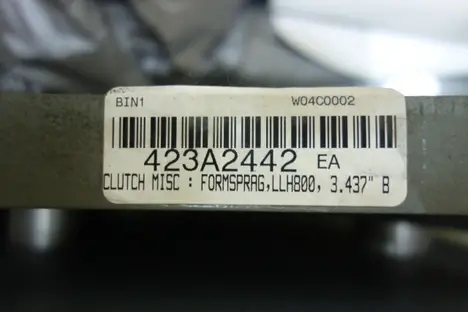 BIN1 W04C0002
423A2442 EA
CLUTCH MISC : FORMSPRAG,LLH800, 3.437" B